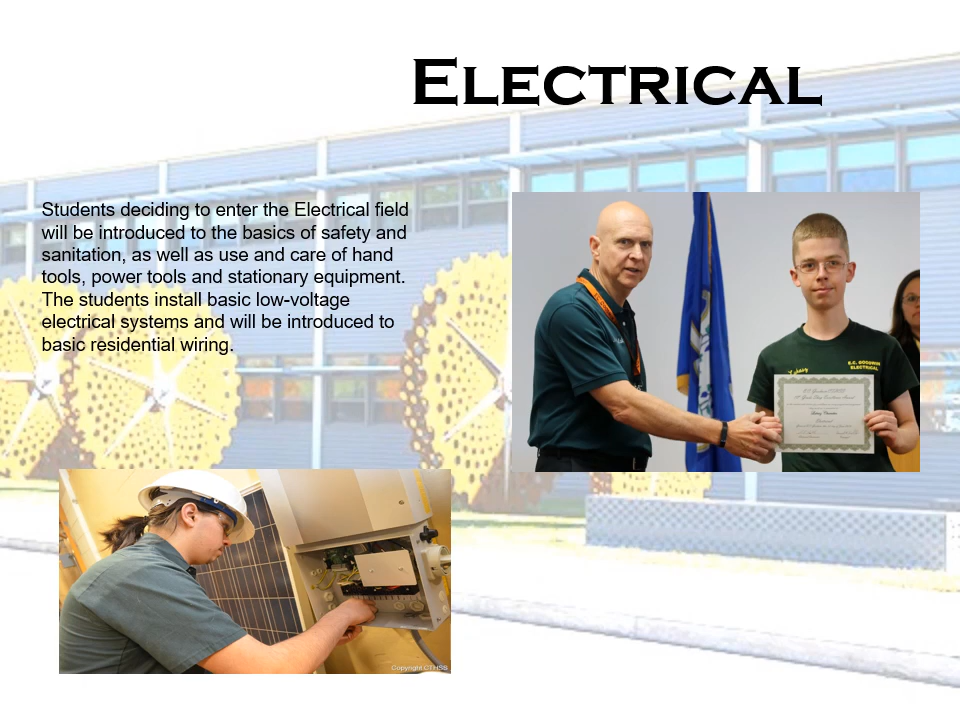 ELECTRICAL
Students deciding to enter the Electrical field
will be introduced to the basics of safety and
sanitation, as well as use and care of hand
tools, power tools and stationary equipment.
The students install basic low-voltage
electrical systems and will be introduced to
basic residential wiring.
E.C. GOODWIN
ELECTRICAL
Copyright CTHSS